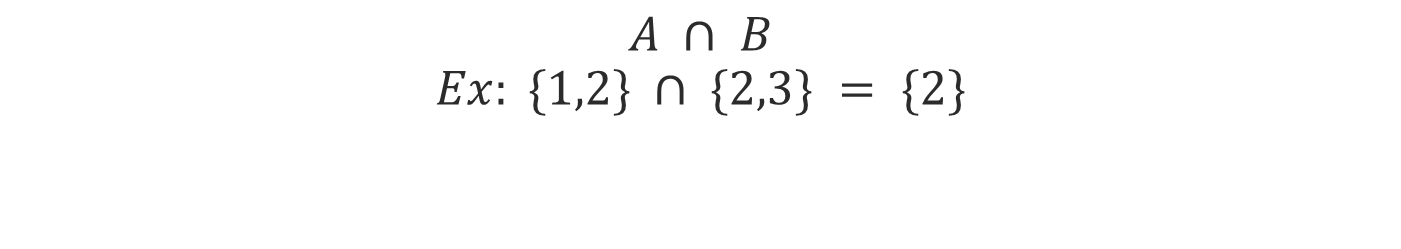 A ∩ B
Ex: {1,2} ∩ {2,3} = {2}